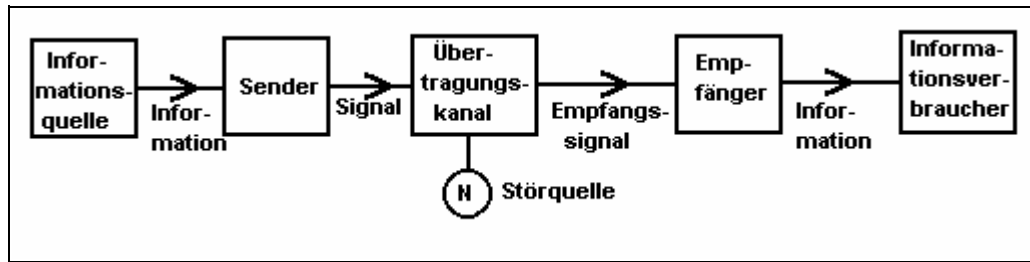 Infor-
mations-
quelle
Infor-
mation
Sender
Signal
Über-
tragungs-
kanal
N
Störquelle
Empfangs-
signal
Emp-
fänger
Infor-
mation
Informa-
tionsver-
braucher